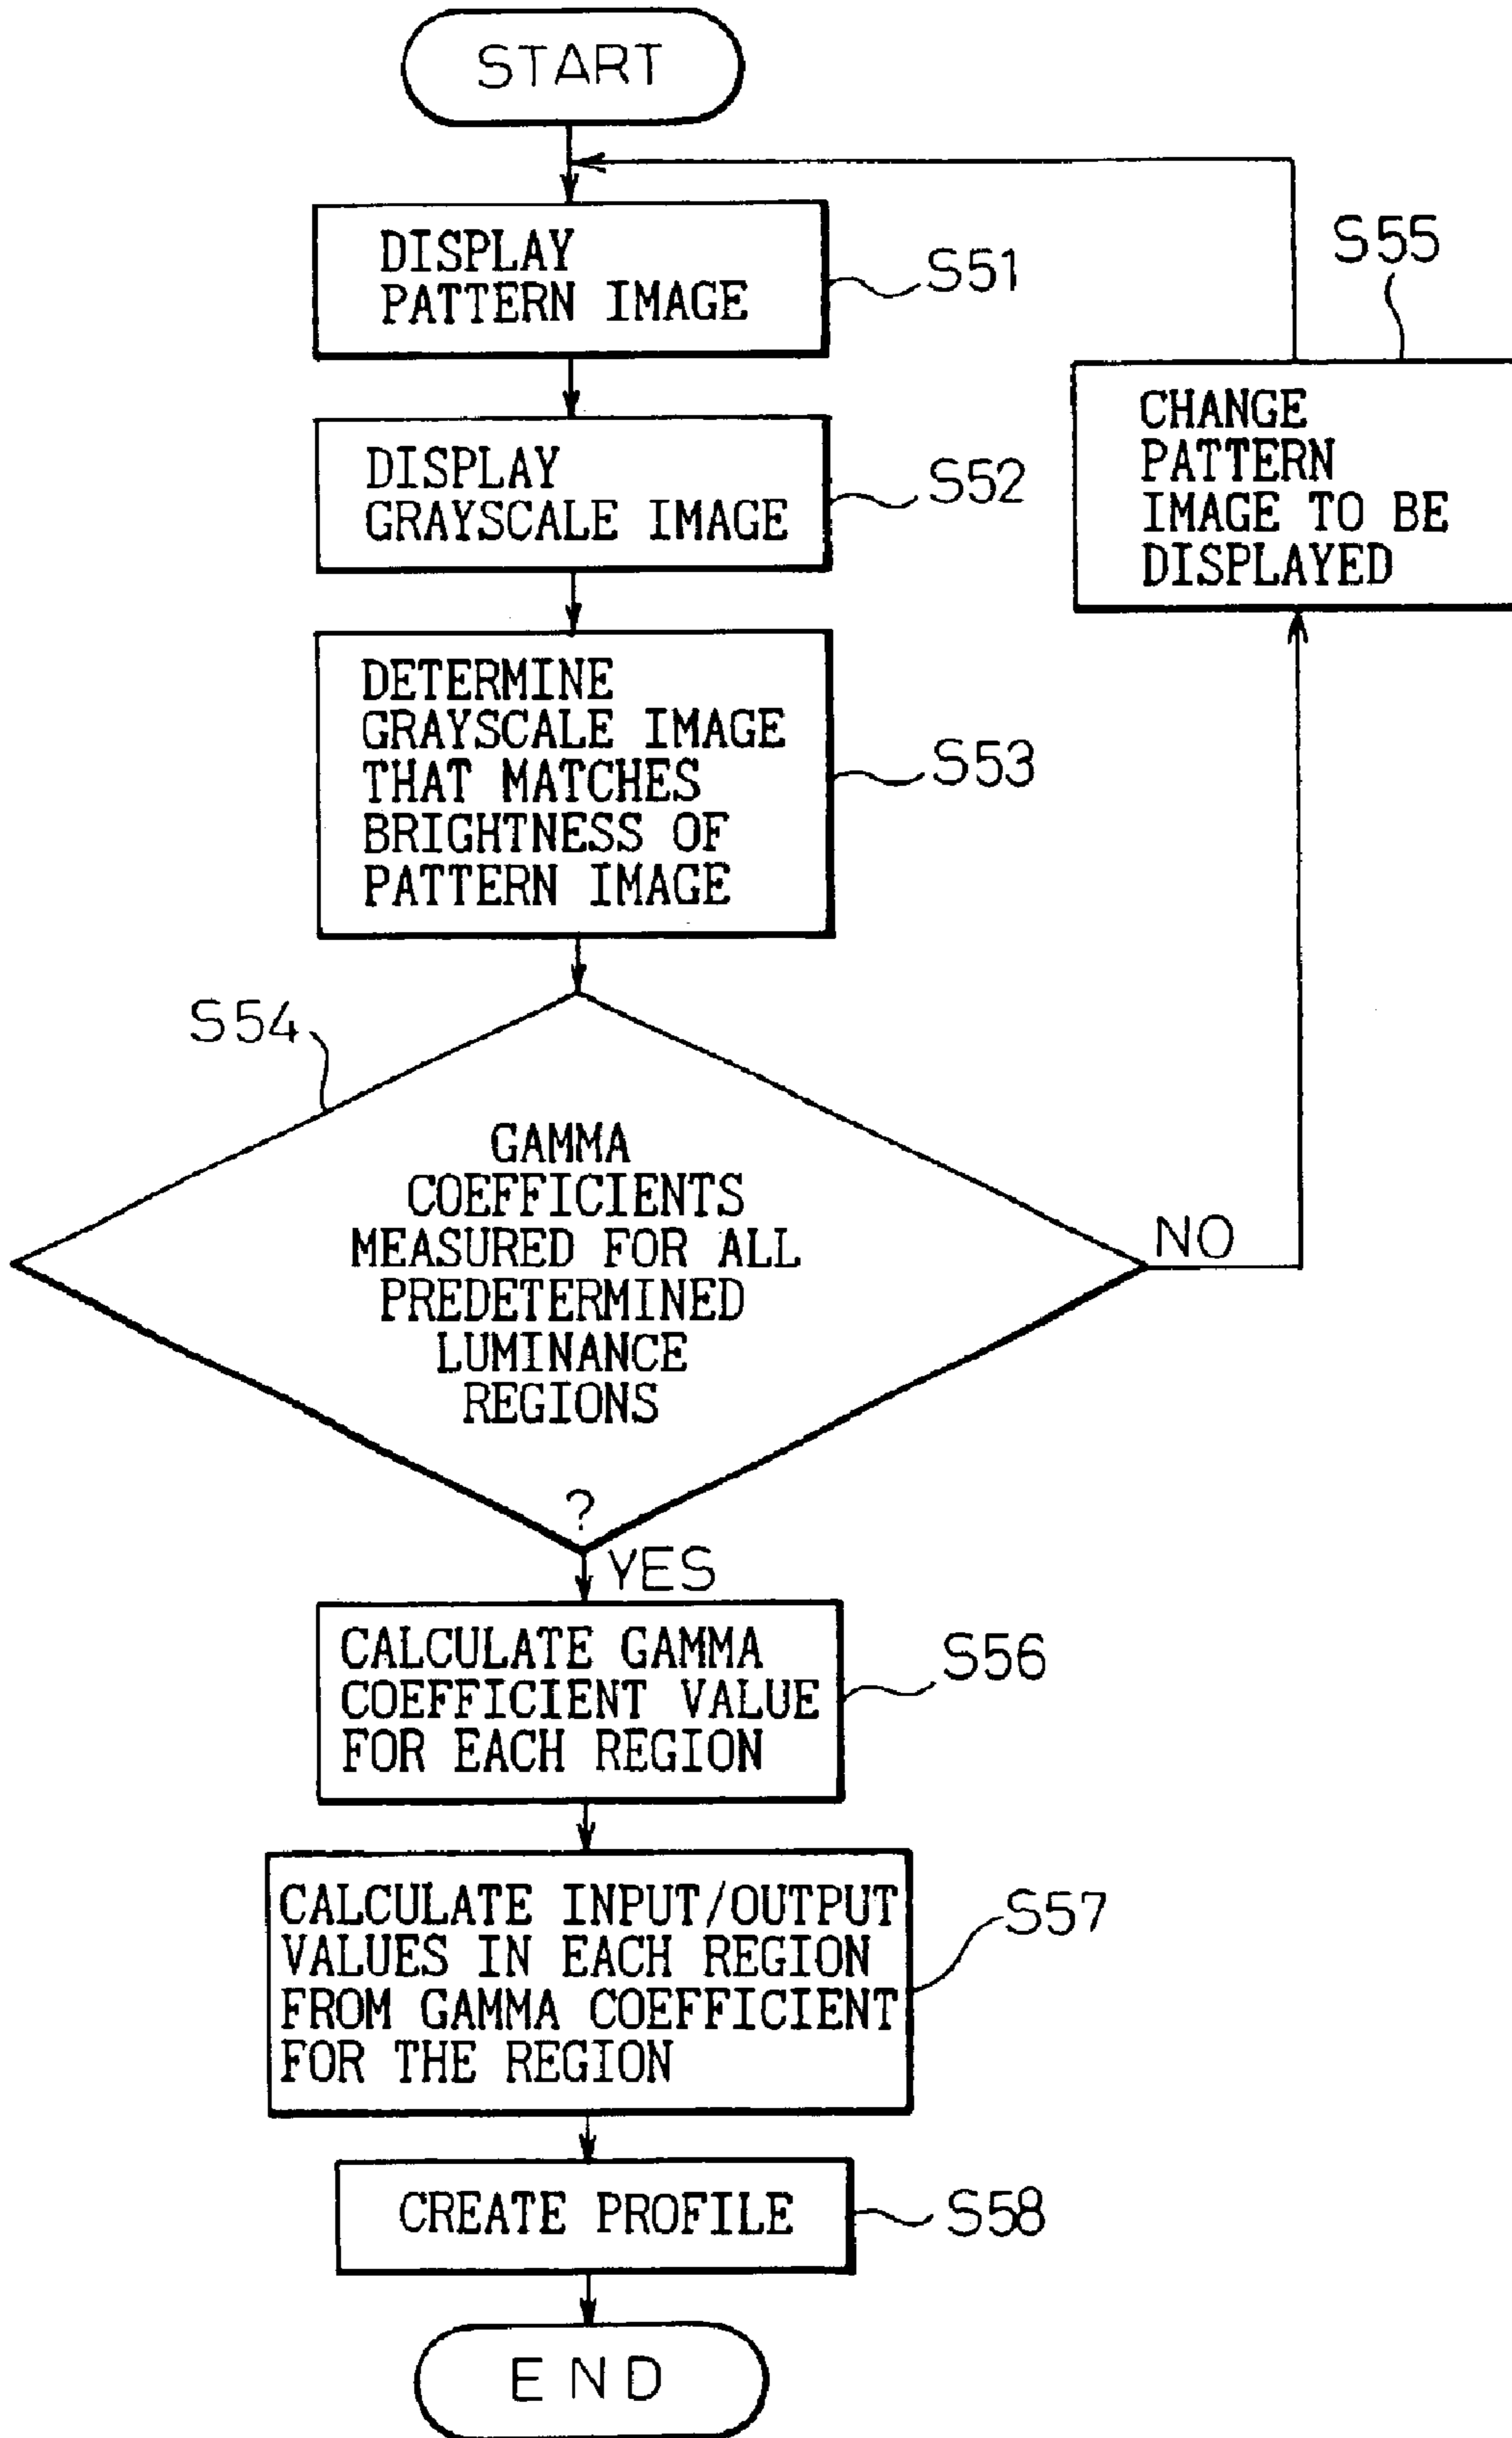 START
DISPLAY
PATTERN IMAGE
S51
DISPLAY
GRAYSCALE IMAGE
S52
DETERMINE
GRAYSCALE IMAGE
THAT MATCHES
BRIGHTNESS OF
PATTERN IMAGE
S53
S54
GAMMA
COEFFICIENTS
MEASURED FOR ALL
PREDETERMINED
LUMINANCE
REGIONS
?
NO
S55
CHANGE
PATTERN
IMAGE TO BE
DISPLAYED
YES
CALCULATE GAMMA
COEFFICIENT VALUE
FOR EACH REGION
S56
CALCULATE INPUT/OUTPUT
VALUES IN EACH REGION
FROM GAMMA COEFFICIENT
FOR THE REGION
S57
CREATE PROFILE
S58
END